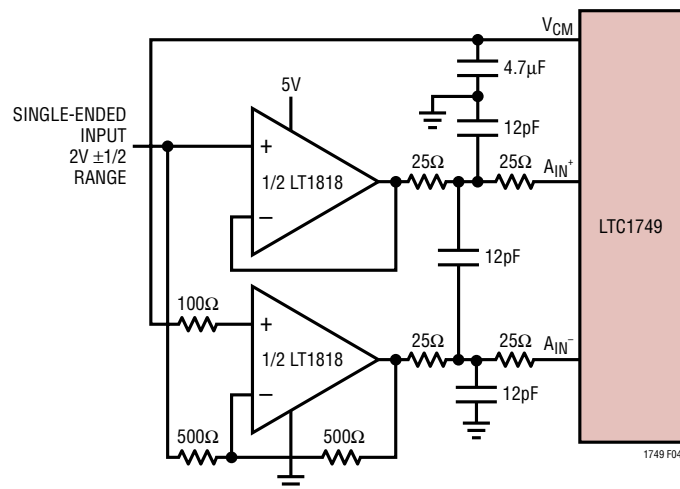 V_CM
4.7µF
5V
SINGLE-ENDED
INPUT
2V ±1/2
RANGE
12pF
+
25Ω
25Ω
A_IN⁺
1/2 LT1818
−
LTC1749
12pF
100Ω
+
25Ω
25Ω
A_IN⁻
1/2 LT1818
−
12pF
500Ω
500Ω
1749 F04